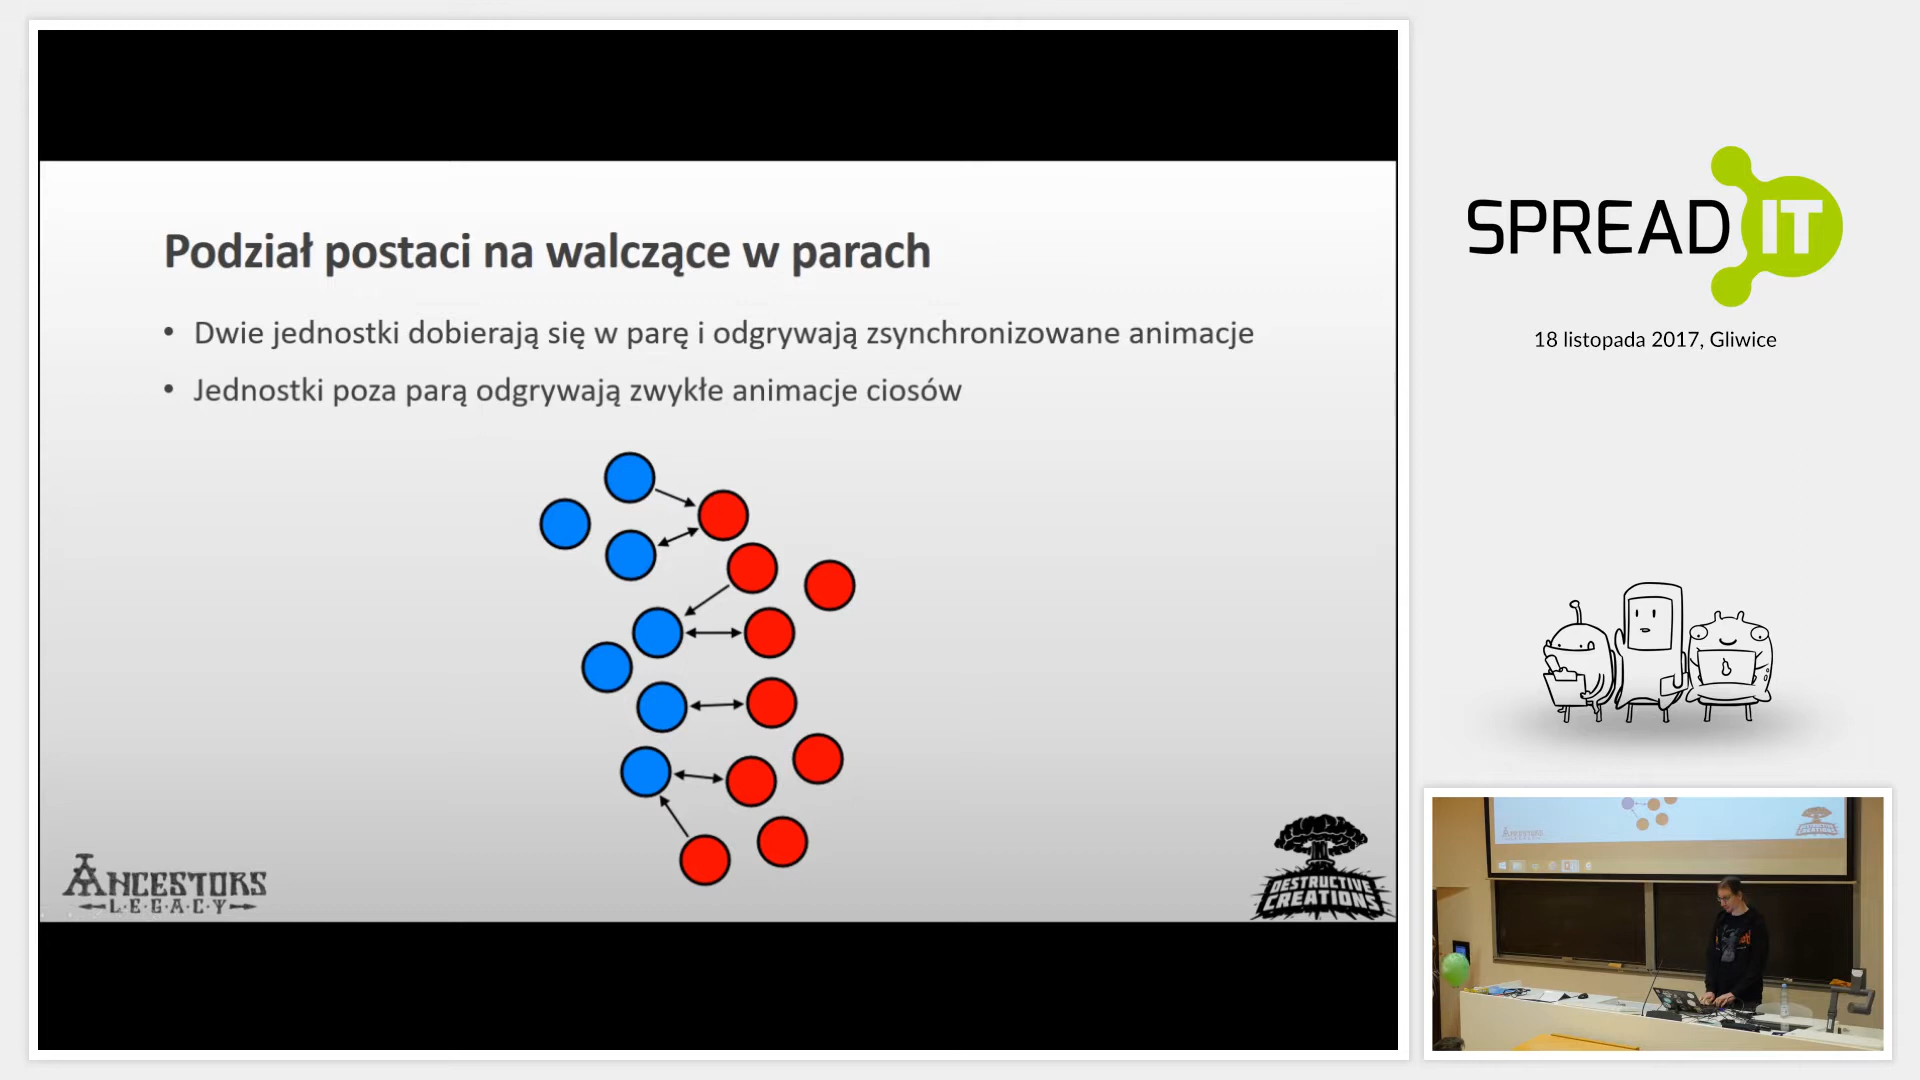 Podział postaci na walczące w parach
• Dwie jednostki dobierają się w parę i odgrywają zsynchronizowane animacje
• Jednostki poza parą odgrywają zwykłe animacje ciosów
ANCESTORS
LEGACY
DESTRUCTIVE
CREATIONS
SPREAD IT
18 listopada 2017, Gliwice